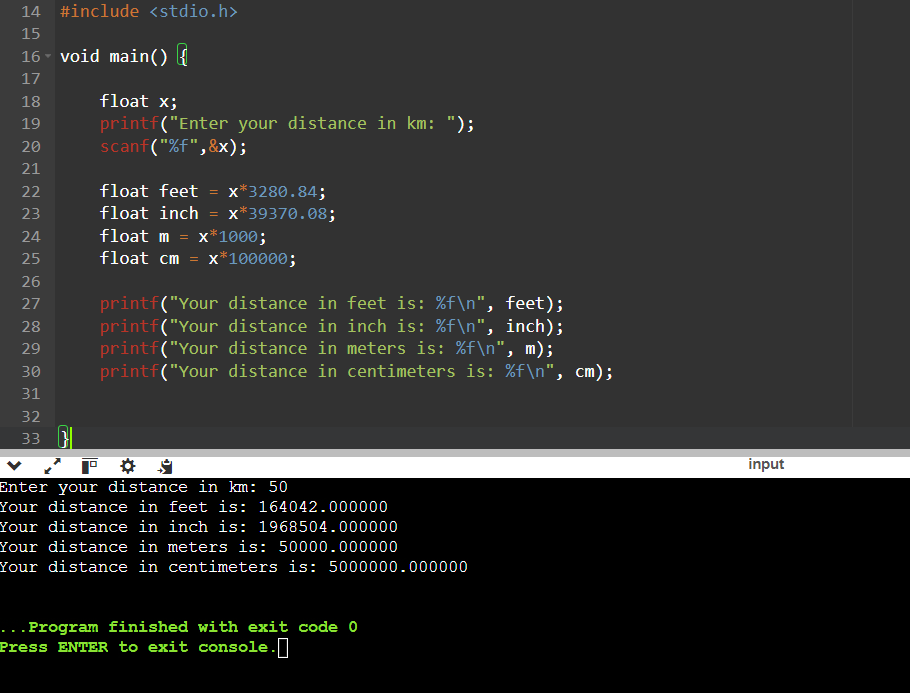 14 #include <stdio.h>
15
16 void main() {
17
18     float x;
19     printf("Enter your distance in km: ");
20     scanf("%f",&x);
21
22     float feet = x*3280.84;
23     float inch = x*39370.08;
24     float m = x*1000;
25     float cm = x*100000;
26
27     printf("Your distance in feet is: %f\n", feet);
28     printf("Your distance in inch is: %f\n", inch);
29     printf("Your distance in meters is: %f\n", m);
30     printf("Your distance in centimeters is: %f\n", cm);
31
32
33 }
input
Enter your distance in km: 50
Your distance in feet is: 164042.000000
Your distance in inch is: 1968504.000000
Your distance in meters is: 50000.000000
Your distance in centimeters is: 5000000.000000
...Program finished with exit code 0
Press ENTER to exit console.